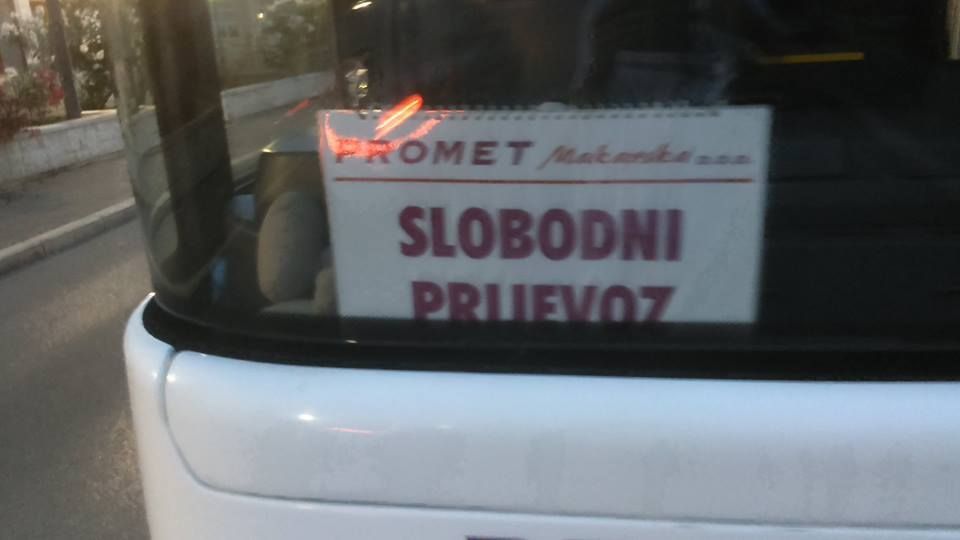 PROMET Makarska d.o.o.
SLOBODNI
PRIJEVOZ